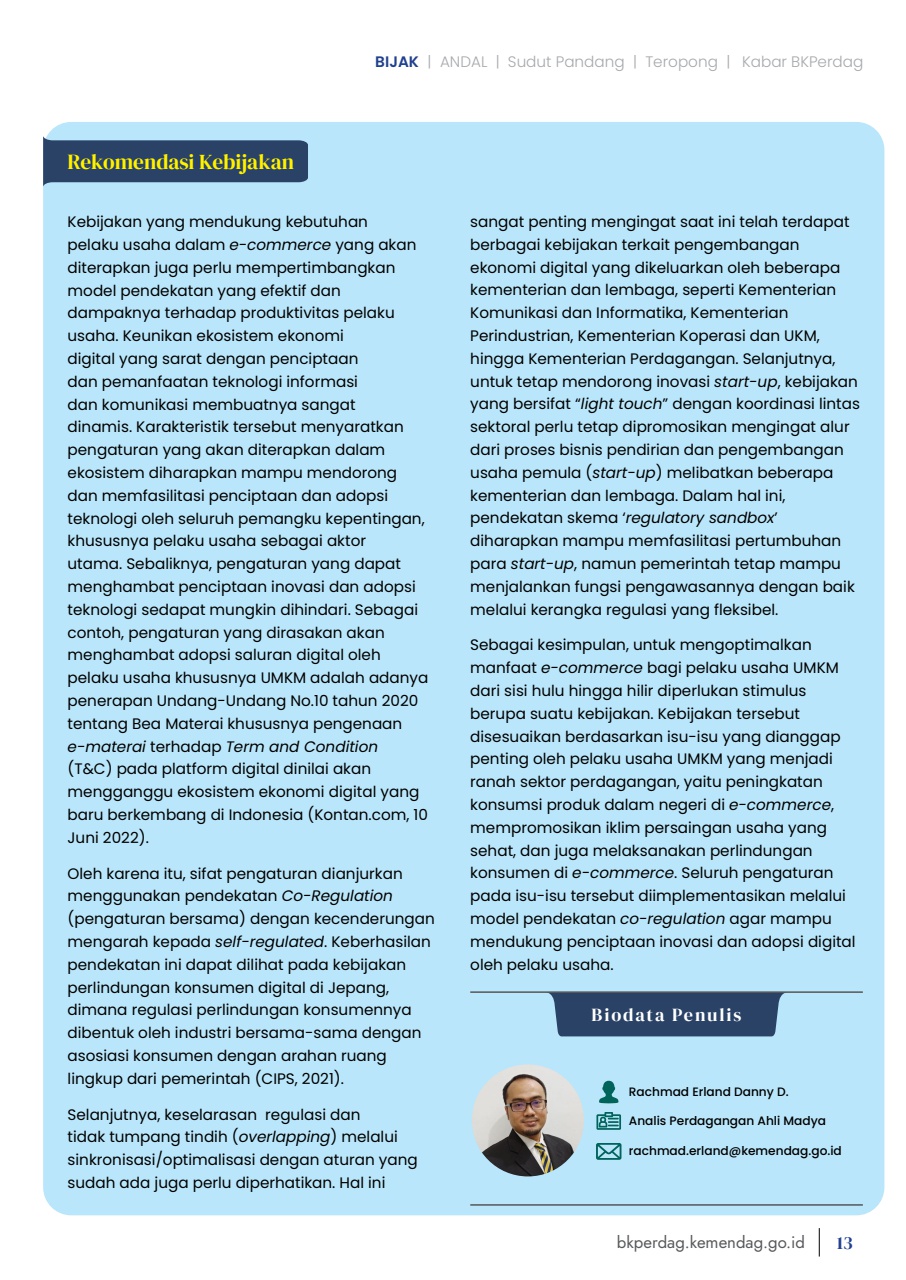 BIJAK | ANDAL | Sudut Pandang | Teropong | Kabar BKPerdag
Rekomendasi Kebijakan
Kebijakan yang mendukung kebutuhan
pelaku usaha dalam e-commerce yang akan
diterapkan juga perlu mempertimbangkan
model pendekatan yang efektif dan
dampaknya terhadap produktivitas pelaku
usaha. Keunikan ekosistem ekonomi
digital yang sarat dengan penciptaan
dan pemanfaatan teknologi informasi
dan komunikasi membuatnya sangat
dinamis. Karakteristik tersebut menyaratkan
pengaturan yang akan diterapkan dalam
ekosistem diharapkan mampu mendorong
dan memfasilitasi penciptaan dan adopsi
teknologi oleh seluruh pemangku kepentingan,
khususnya pelaku usaha sebagai aktor
utama. Sebaliknya, pengaturan yang dapat
menghambat penciptaan inovasi dan adopsi
teknologi sedapat mungkin dihindari. Sebagai
contoh, pengaturan yang dirasakan akan
menghambat adopsi saluran digital oleh
pelaku usaha khususnya UMKM adalah adanya
penerapan Undang-Undang No.10 tahun 2020
tentang Bea Materai khususnya pengenaan
e-materai terhadap Term and Condition
(T&C) pada platform digital dinilai akan
mengganggu ekosistem ekonomi digital yang
baru berkembang di Indonesia (Kontan.com, 10
Juni 2022).
Oleh karena itu, sifat pengaturan dianjurkan
menggunakan pendekatan Co-Regulation
(pengaturan bersama) dengan kecenderungan
mengarah kepada self-regulated. Keberhasilan
pendekatan ini dapat dilihat pada kebijakan
perlindungan konsumen digital di Jepang,
dimana regulasi perlindungan konsumennya
dibentuk oleh industri bersama-sama dengan
asosiasi konsumen dengan arahan ruang
lingkup dari pemerintah (CIPS, 2021).
Selanjutnya, keselarasan  regulasi dan
tidak tumpang tindih (overlapping) melalui
sinkronisasi/optimalisasi dengan aturan yang
sudah ada juga perlu diperhatikan. Hal ini
sangat penting mengingat saat ini telah terdapat
berbagai kebijakan terkait pengembangan
ekonomi digital yang dikeluarkan oleh beberapa
kementerian dan lembaga, seperti Kementerian
Komunikasi dan Informatika, Kementerian
Perindustrian, Kementerian Koperasi dan UKM,
hingga Kementerian Perdagangan. Selanjutnya,
untuk tetap mendorong inovasi start-up, kebijakan
yang bersifat “light touch” dengan koordinasi lintas
sektoral perlu tetap dipromosikan mengingat alur
dari proses bisnis pendirian dan pengembangan
usaha pemula (start-up) melibatkan beberapa
kementerian dan lembaga. Dalam hal ini,
pendekatan skema ‘regulatory sandbox’
diharapkan mampu memfasilitasi pertumbuhan
para start-up, namun pemerintah tetap mampu
menjalankan fungsi pengawasannya dengan baik
melalui kerangka regulasi yang fleksibel.
Sebagai kesimpulan, untuk mengoptimalkan
manfaat e-commerce bagi pelaku usaha UMKM
dari sisi hulu hingga hilir diperlukan stimulus
berupa suatu kebijakan. Kebijakan tersebut
disesuaikan berdasarkan isu-isu yang dianggap
penting oleh pelaku usaha UMKM yang menjadi
ranah sektor perdagangan, yaitu peningkatan
konsumsi produk dalam negeri di e-commerce,
mempromosikan iklim persaingan usaha yang
sehat, dan juga melaksanakan perlindungan
konsumen di e-commerce. Seluruh pengaturan
pada isu-isu tersebut diimplementasikan melalui
model pendekatan co-regulation agar mampu
mendukung penciptaan inovasi dan adopsi digital
oleh pelaku usaha.
Biodata Penulis
Rachmad Erland Danny D.
Analis Perdagangan Ahli Madya
rachmad.erland@kemendag.go.id
bkperdag.kemendag.go.id | 13